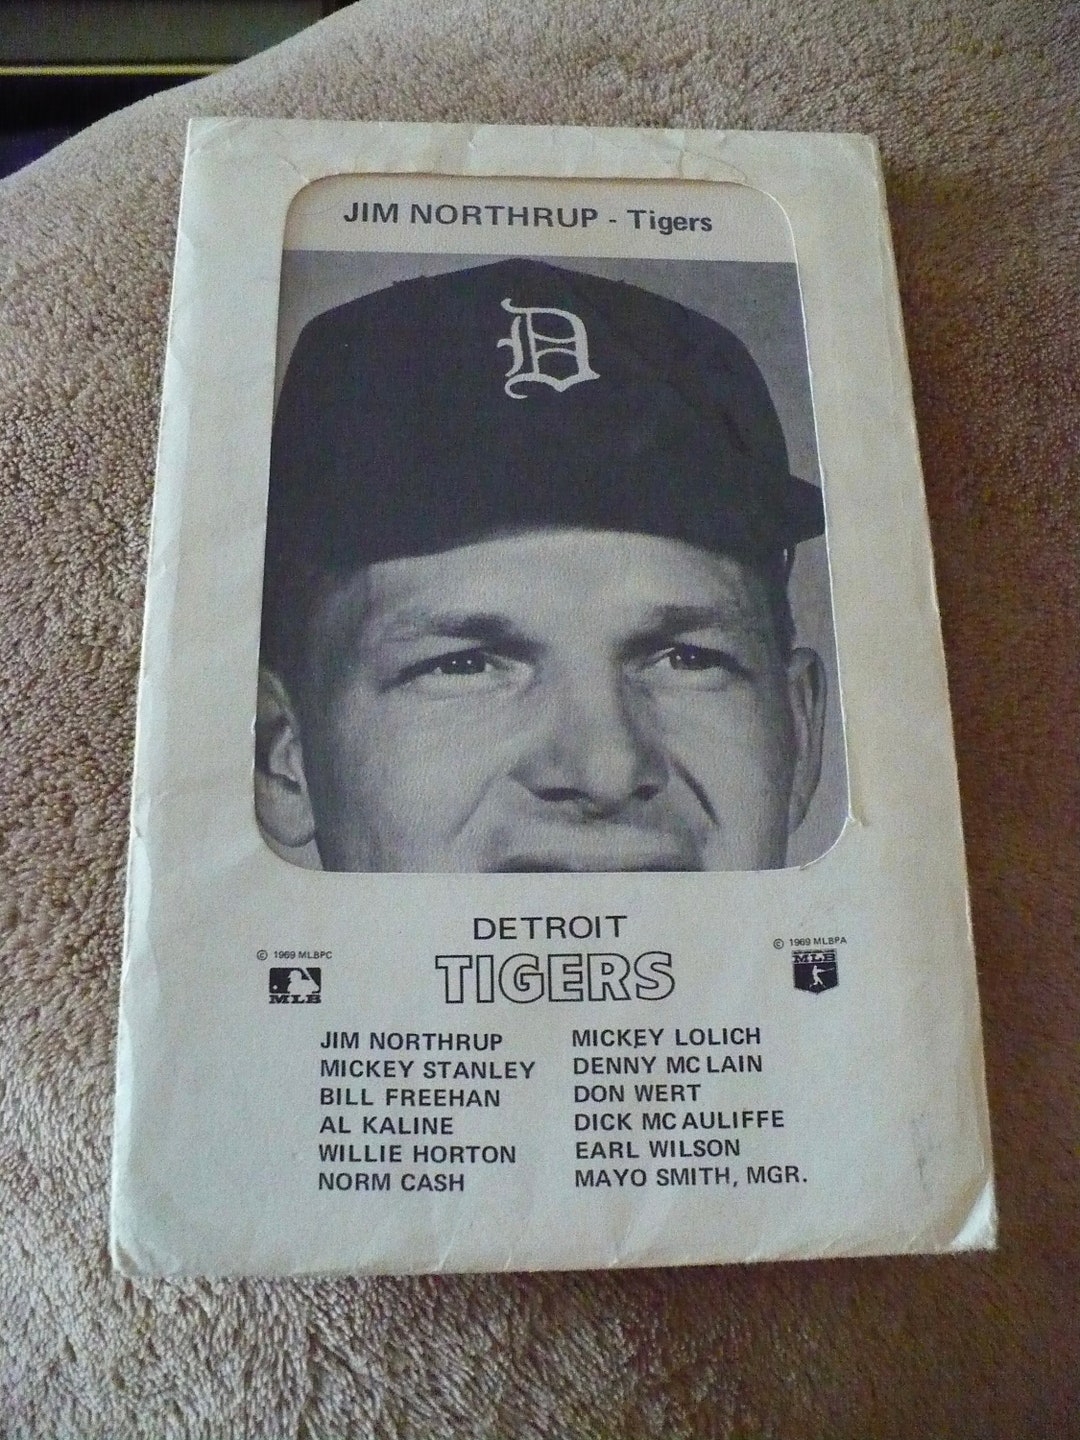 JIM NORTHRUP - Tigers
D
DETROIT
TIGERS
© 1969 MLBPC
MLB
© 1969 MLBPA
MLB
JIM NORTHRUP
MICKEY STANLEY
BILL FREEHAN
AL KALINE
WILLIE HORTON
NORM CASH
MICKEY LOLICH
DENNY MC LAIN
DON WERT
DICK MC AULIFFE
EARL WILSON
MAYO SMITH, MGR.